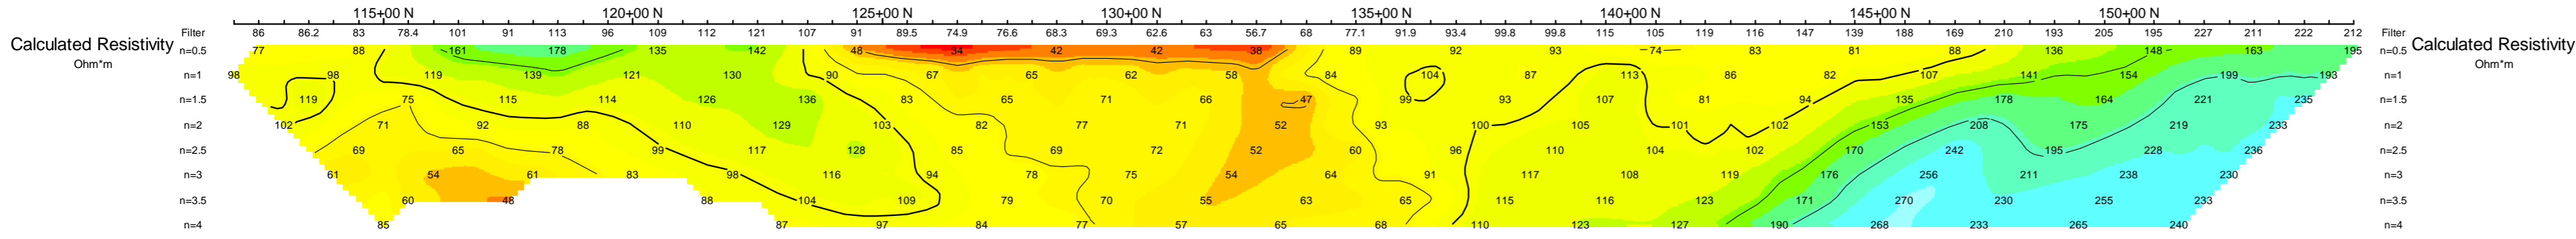 115+00 N 120+00 N 125+00 N 130+00 N 135+00 N 140+00 N 145+00 N 150+00 N
Filter 86 86.2 83 78.4 101 91 113 96 109 112 121 107 91 89.5 74.9 76.6 68.3 69.3 62.6 63 56.7 68 77.1 91.9 93.4 99.8 99.8 115 105 119 116 147 139 188 169 210 193 205 195 227 211 222 212 Filter
Calculated Resistivity n=0.5 77 88 161 178 135 142 48 34 42 42 38 89 92 93 74 83 81 88 136 148 163 195 n=0.5 Calculated Resistivity
Ohm*m Ohm*m
n=1 98 98 119 139 121 130 90 67 65 62 58 84 104 87 113 86 82 107 141 154 199 193 n=1
n=1.5 119 75 115 114 126 136 83 65 71 66 47 99 93 107 81 94 135 178 164 221 235 n=1.5
n=2 102 71 92 88 110 129 103 82 77 71 52 93 100 105 101 102 153 208 175 219 233 n=2
n=2.5 69 65 78 99 117 128 85 69 72 52 60 96 110 104 102 170 242 195 228 236 n=2.5
n=3 61 54 61 83 98 116 94 78 75 54 64 91 117 108 119 176 256 211 238 230 n=3
n=3.5 60 48 88 104 109 79 70 55 63 65 115 116 123 171 270 230 255 233 n=3.5
n=4 85 87 97 84 77 57 65 68 110 123 127 190 268 233 265 240 n=4